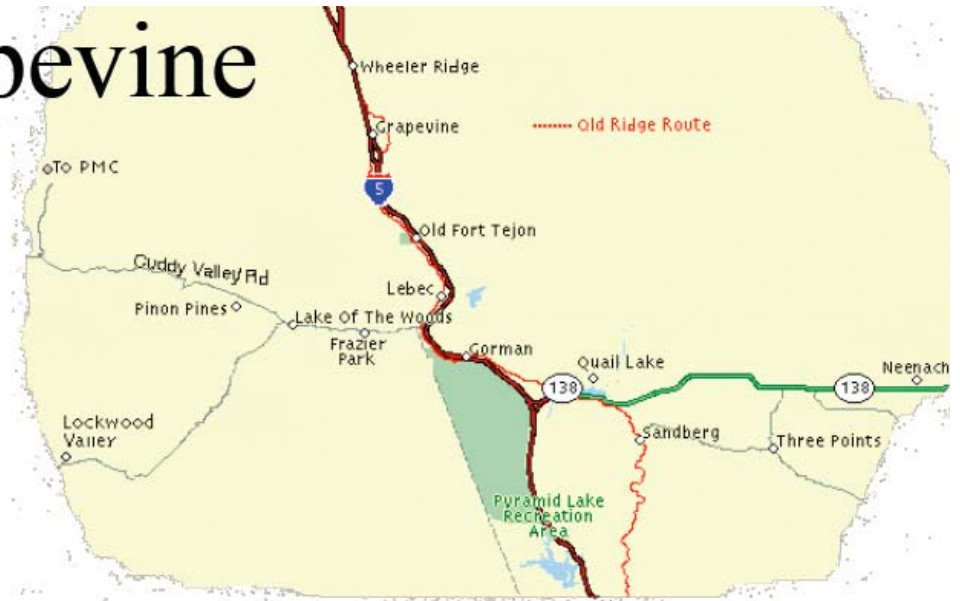 pevine
Wheeler Ridge
Grapevine
Old Ridge Route
To PMC
5
Old Fort Tejon
Cuddy Valley Rd
Lebec
Pinon Pines
Lake Of The Woods
Frazier
Park
Gorman
Quail Lake
Neenach
138
138
Lockwood
Valley
Sandberg
Three Points
Pyramid Lake
Recreation
Area